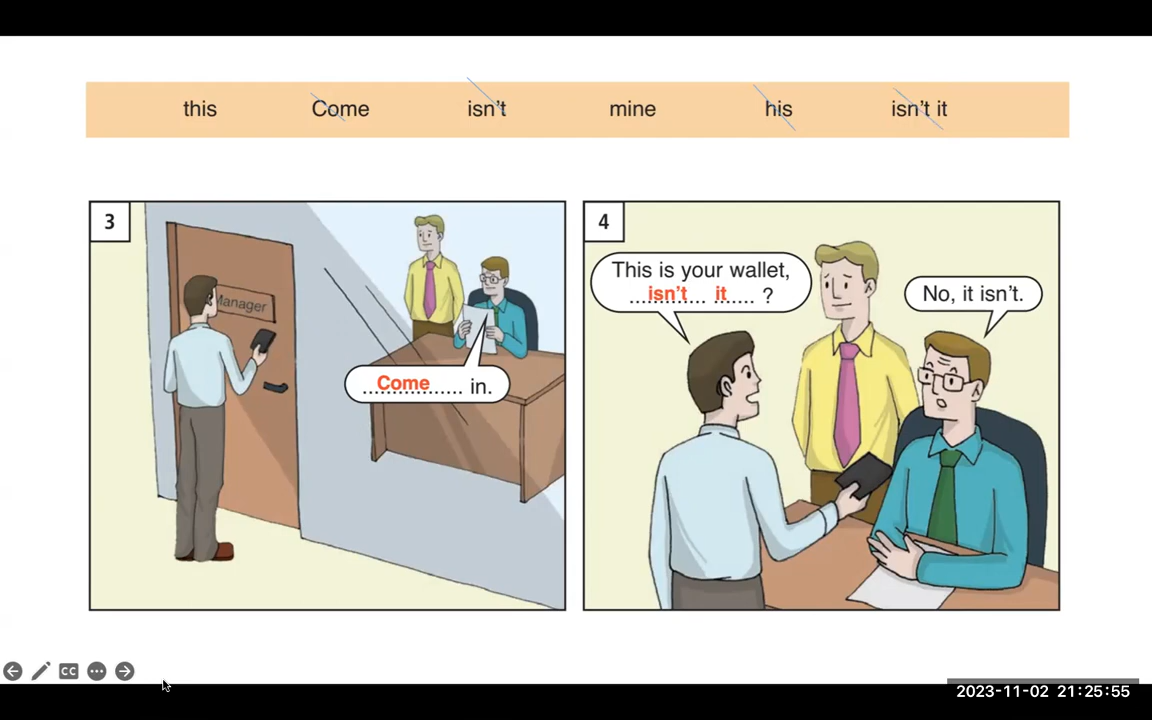 this Come isn't mine his isn't it
3
Manager
Come in.
4
This is your wallet,
isn't it ?
No, it isn't.
CC
2023-11-02 21:25:55